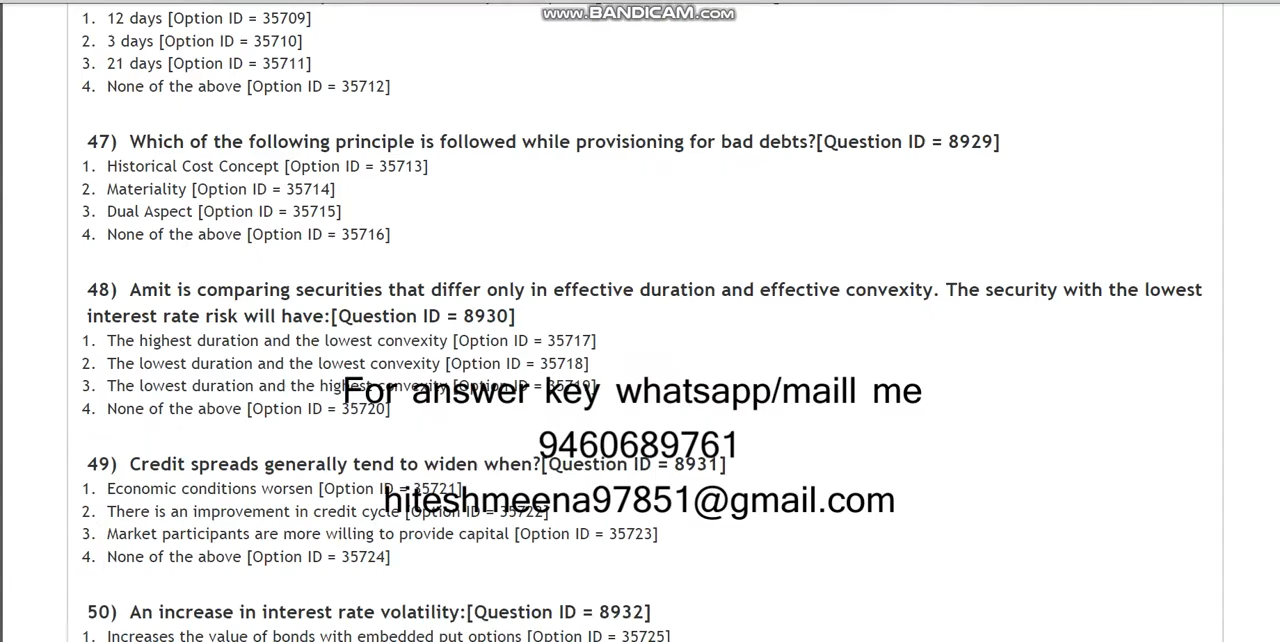 www.BANDICAM.com
1. 12 days [Option ID = 35709]
2. 3 days [Option ID = 35710]
3. 21 days [Option ID = 35711]
4. None of the above [Option ID = 35712]
47) Which of the following principle is followed while provisioning for bad debts?[Question ID = 8929]
1. Historical Cost Concept [Option ID = 35713]
2. Materiality [Option ID = 35714]
3. Dual Aspect [Option ID = 35715]
4. None of the above [Option ID = 35716]
48) Amit is comparing securities that differ only in effective duration and effective convexity. The security with the lowest
interest rate risk will have:[Question ID = 8930]
1. The highest duration and the lowest convexity [Option ID = 35717]
2. The lowest duration and the lowest convexity [Option ID = 35718]
3. The lowest duration and the highest convexity [Option ID = 35719]
For answer key whatsapp/maill me
4. None of the above [Option ID = 35720]
9460689761
49) Credit spreads generally tend to widen when?[Question ID = 8931]
1. Economic conditions worsen [Option ID = 35721]
hiteshmeena97851@gmail.com
2. There is an improvement in credit cycle [Option ID = 35722]
3. Market participants are more willing to provide capital [Option ID = 35723]
4. None of the above [Option ID = 35724]
50) An increase in interest rate volatility:[Question ID = 8932]
1. Increases the value of bonds with embedded put options [Option ID = 35725]